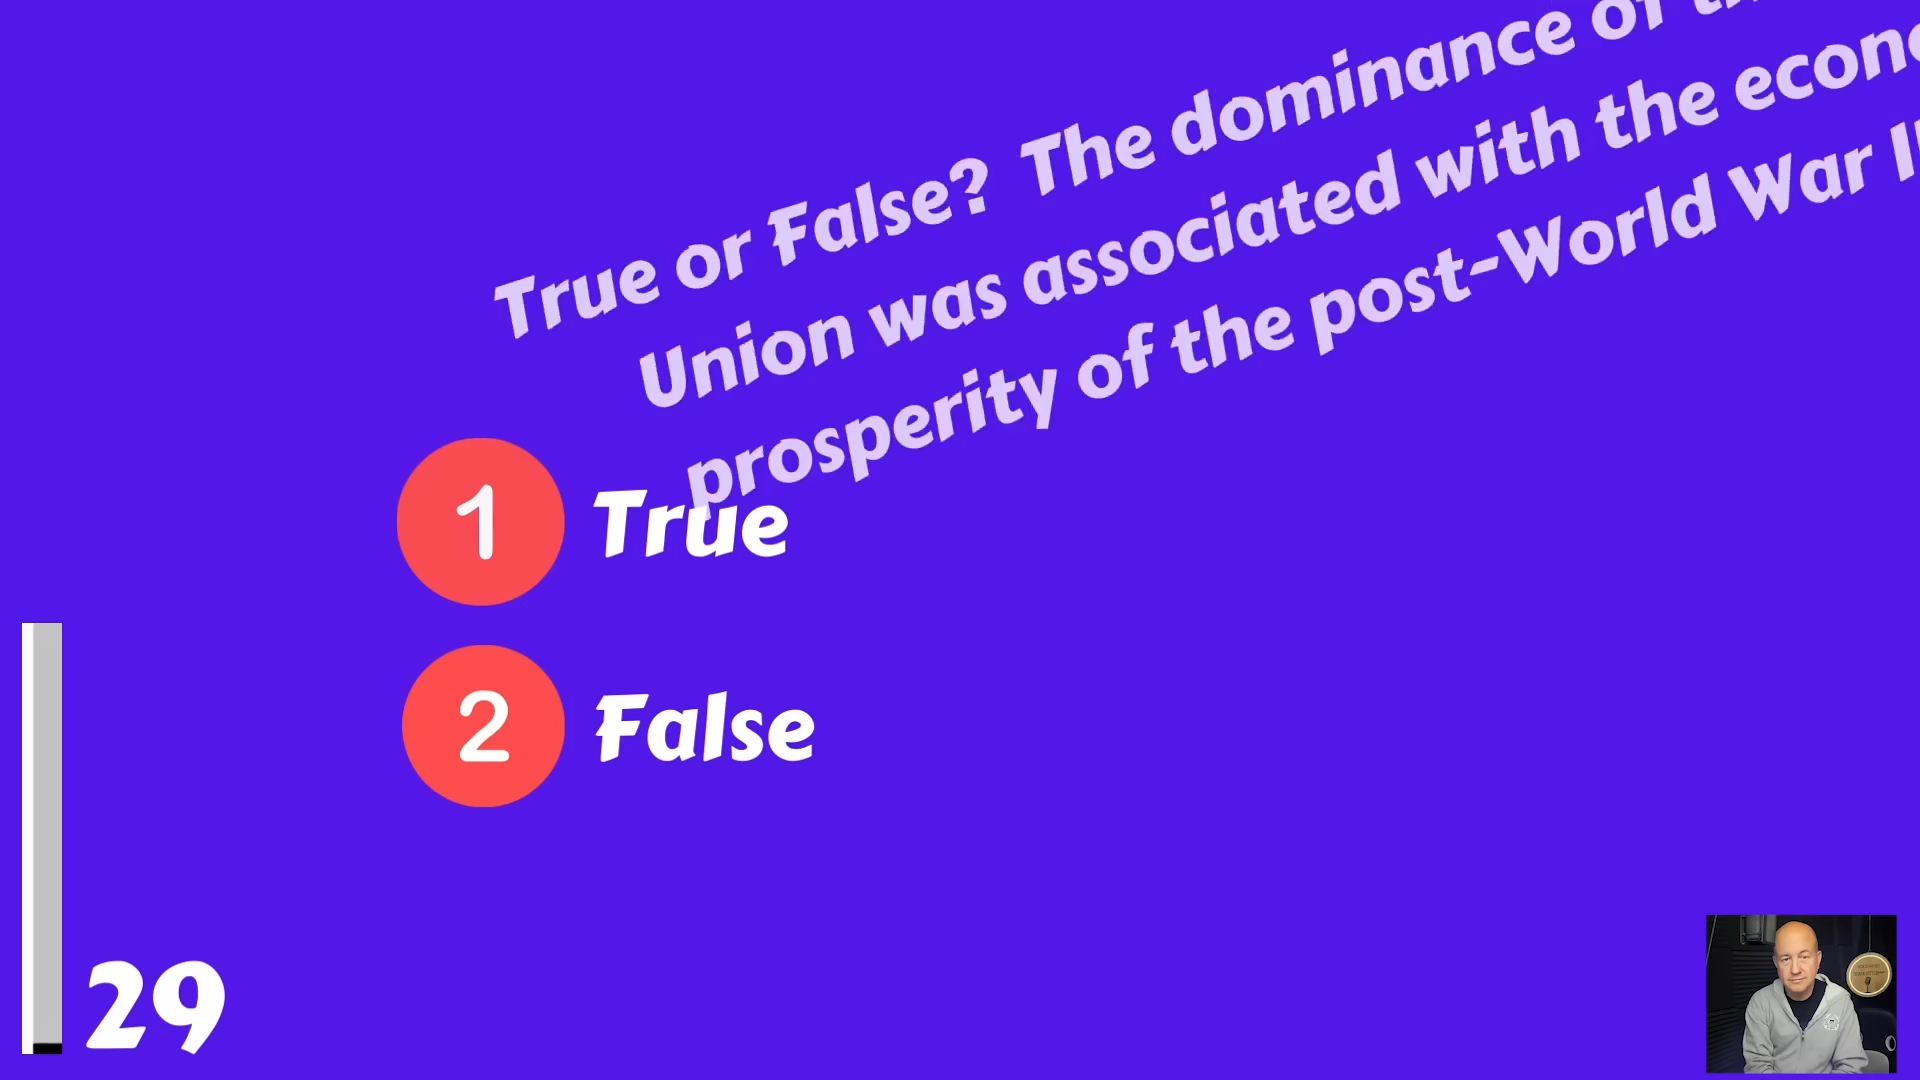 True or False? The dominance of
Union was associated with the
prosperity of the post-World War
1 True
2 False
29